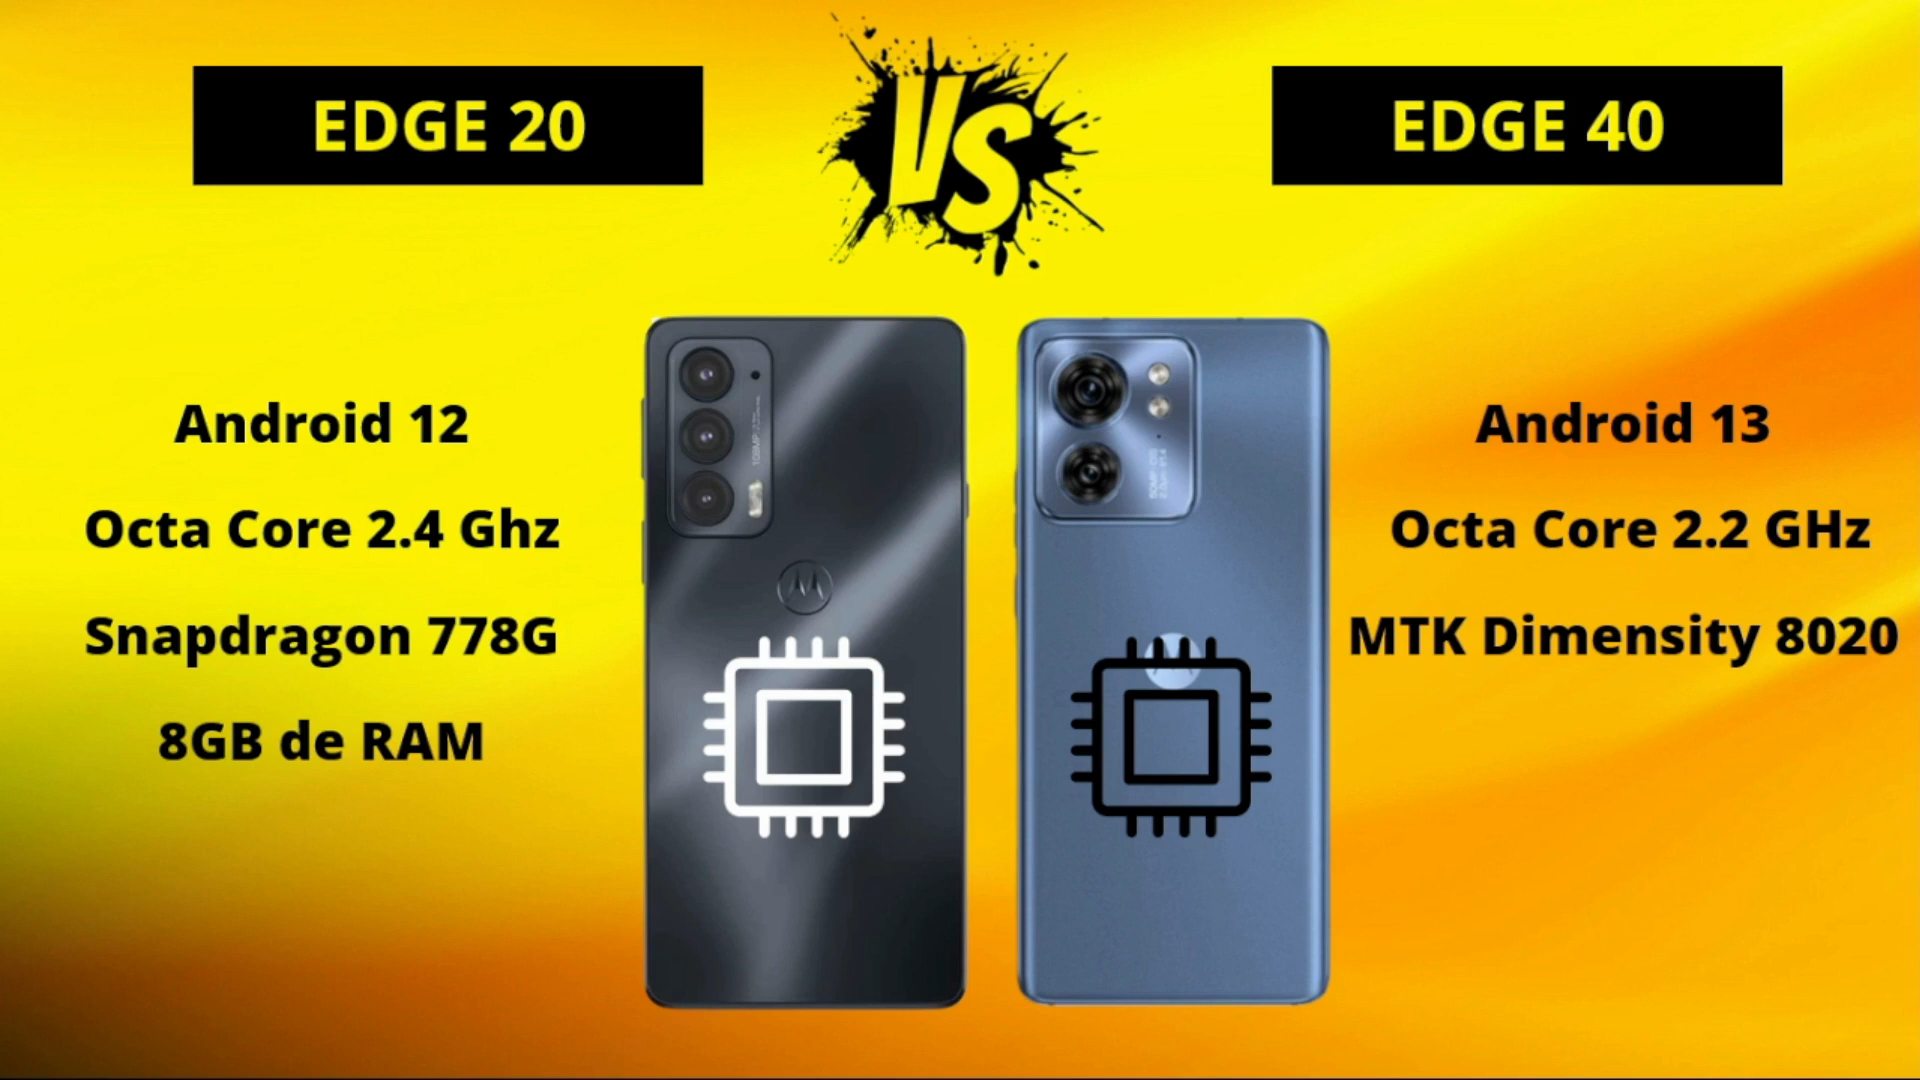 EDGE 20
VS
EDGE 40
Android 12
Octa Core 2.4 Ghz
Snapdragon 778G
8GB de RAM
Android 13
Octa Core 2.2 GHz
MTK Dimensity 8020